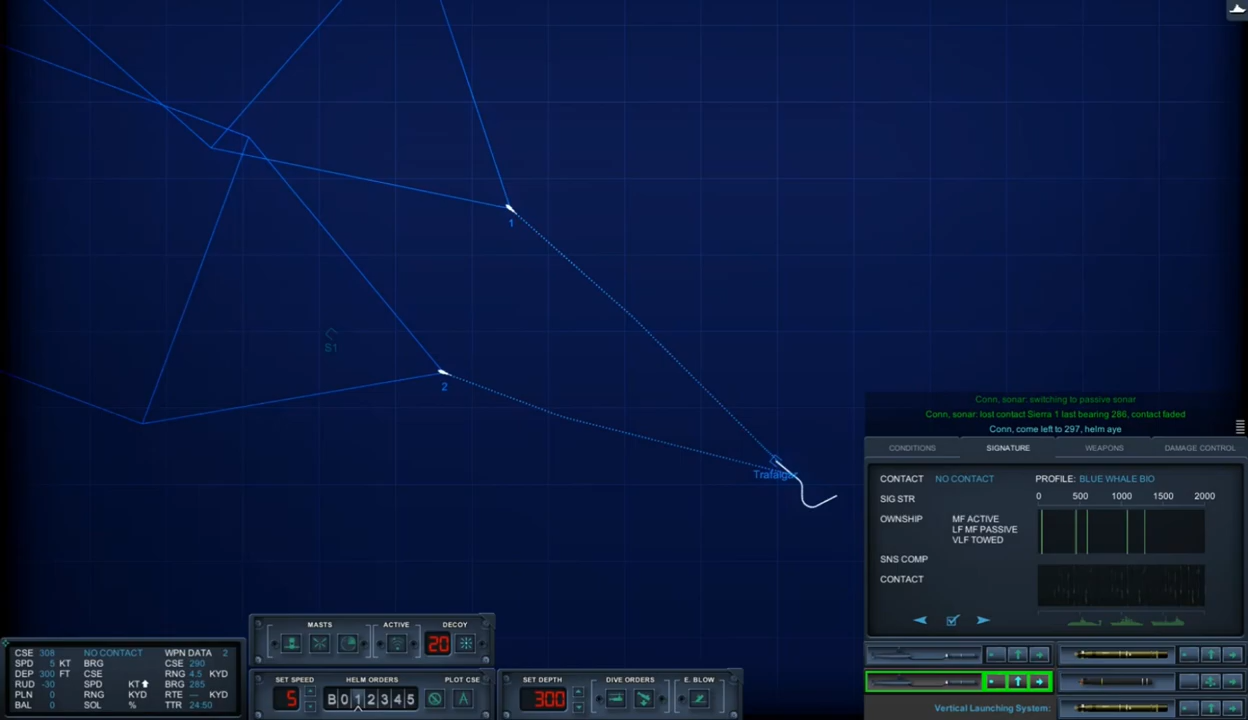 1
S1
2
Trafalgar
Conn, sonar: switching to passive sonar
Conn, sonar: lost contact Sierra 1 last bearing 286, contact faded
Conn, come left to 297, helm aye
CONDITIONS SIGNATURE WEAPONS DAMAGE CONTROL
CONTACT NO CONTACT PROFILE: BLUE WHALE BIO
SIG STR 0 500 1000 1500 2000
OWNSHIP MF ACTIVE
LF MF PASSIVE
VLF TOWED
SNS COMP
CONTACT
MASTS ACTIVE DECOY
20
CSE 308 NO CONTACT WPN DATA 2
SPD 5 KT BRG CSE 290
DEP 300 FT CSE RNG 4.5 KYD
RUD -30 SPD KT BRG 285
PLN 0 RNG KYD RTE --- KYD
BAL 0 SOL % TTR 24.50
SET SPEED HELM ORDERS PLOT CSE
5 B 0 1 2 3 4 5
SET DEPTH DIVE ORDERS E. BLOW
300
Vertical Launching System: